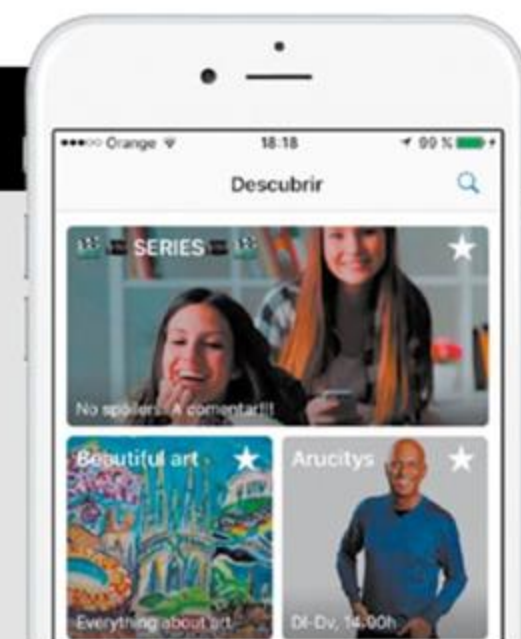 Orange 18:18 99 %
Descubrir
SERIES
No spoilers! A comentar!!!
Beautiful art
Arucitys
Everything about art
Dl-Dv, 14.00h